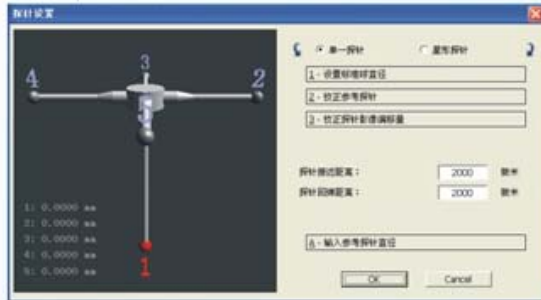 探针设置
单一探针
星形探针
1 - 设置标准球直径
2 - 校正参考探针
3 - 校正探针影像偏移量
探针接近距离：
2000
微米
探针回弹距离：
2000
微米
A - 输入参考探针直径
OK
Cancel
3
4
2
5
1
1: 0.0000 mm
2: 0.0000 mm
3: 0.0000 mm
4: 0.0000 mm
5: 0.0000 mm